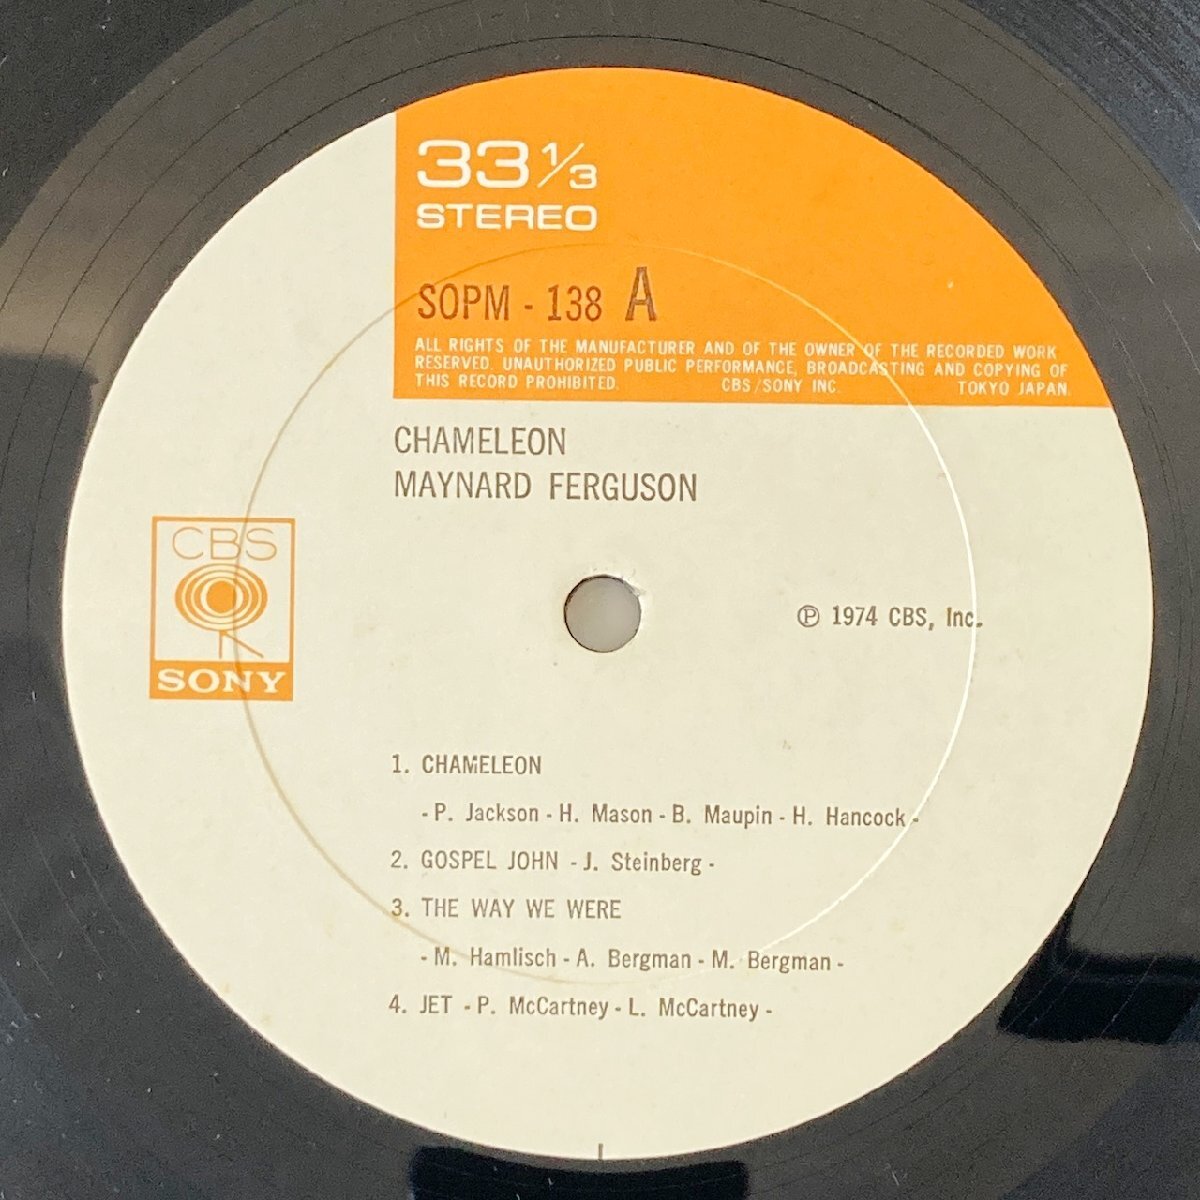 33 1/3
STEREO
SOPM - 138 A
ALL RIGHTS OF THE MANUFACTURER AND OF THE OWNER OF THE RECORDED WORK
RESERVED. UNAUTHORIZED PUBLIC PERFORMANCE, BROADCASTING AND COPYING OF
THIS RECORD PROHIBITED. CBS/SONY INC. TOKYO JAPAN.
CHAMELEON
MAYNARD FERGUSON
CBS
SONY
℗ 1974 CBS, Inc.
1. CHAMELEON
- P. Jackson - H. Mason - B. Maupin - H. Hancock -
2. GOSPEL JOHN - J. Steinberg -
3. THE WAY WE WERE
- M. Hamlisch - A. Bergman - M. Bergman -
4. JET - P. McCartney - L. McCartney -